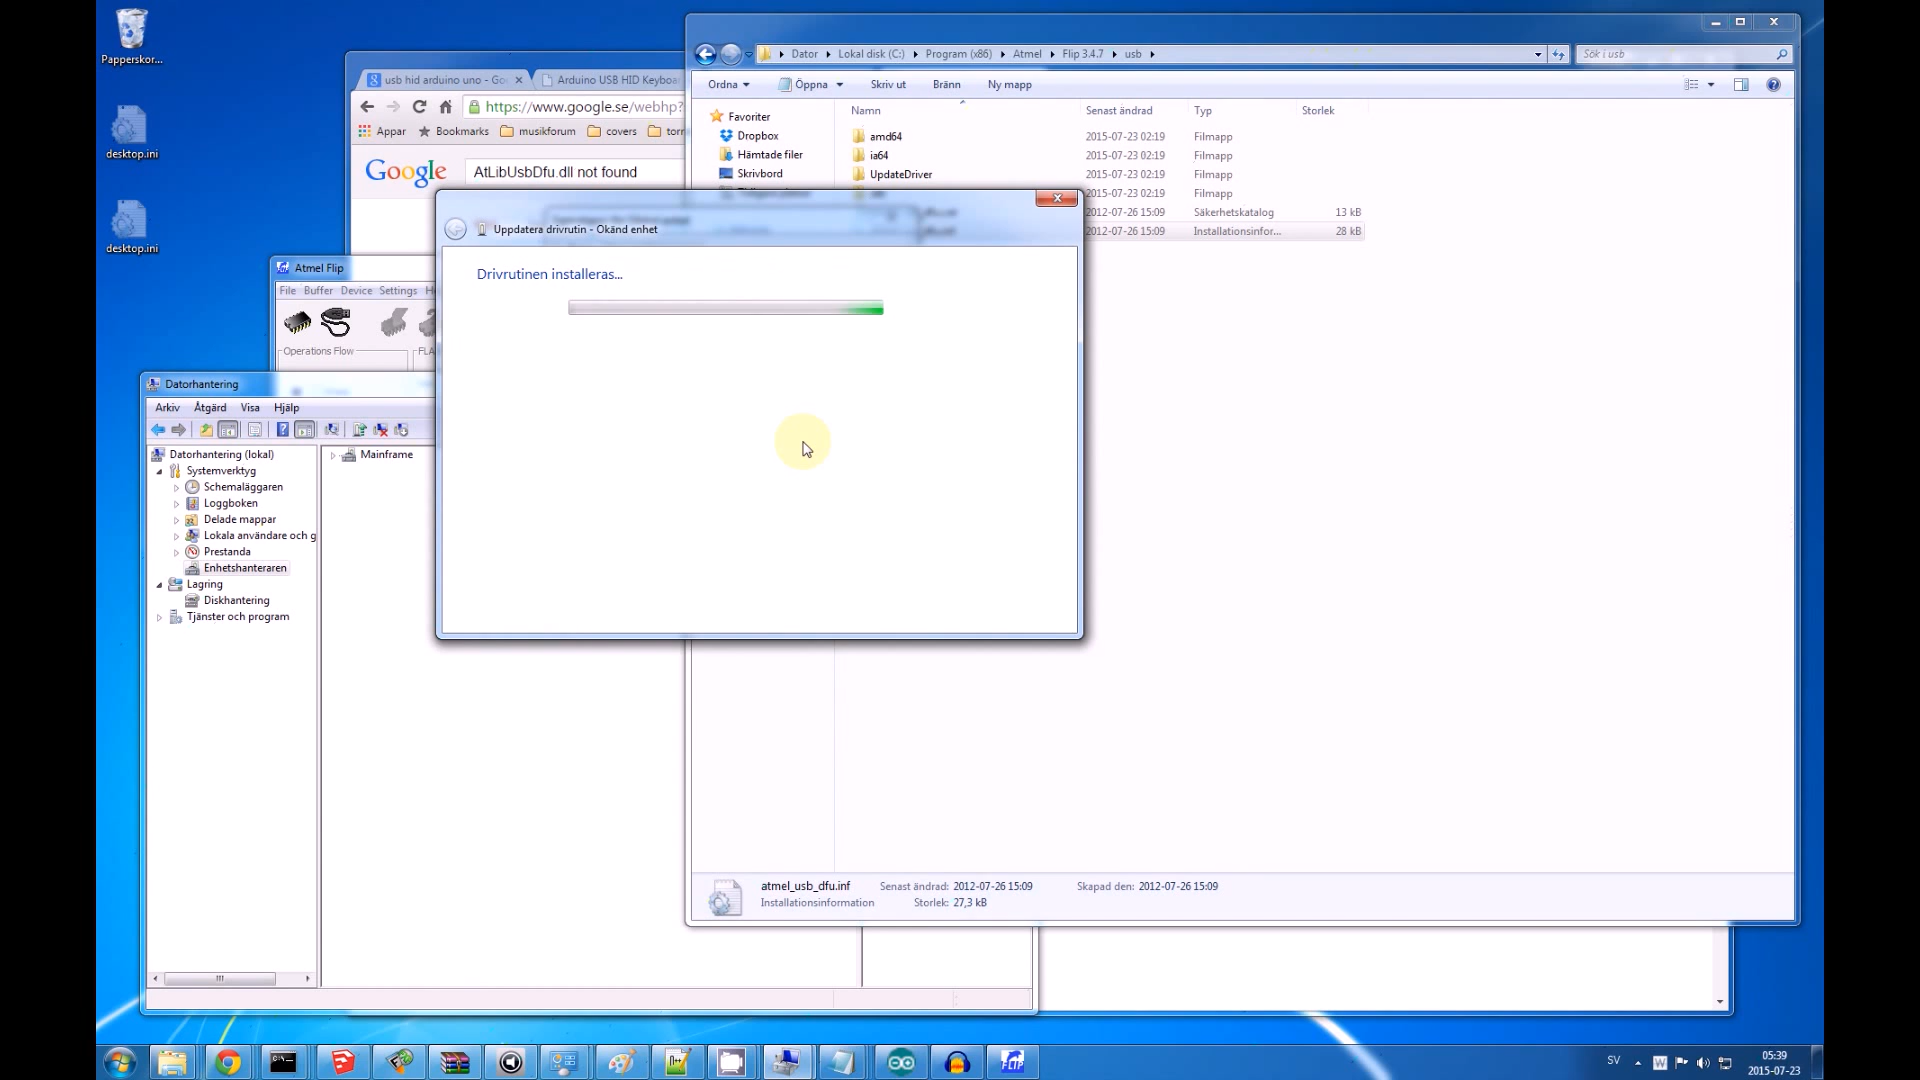 Papperskor...
desktop.ini
desktop.ini
usb hid arduino uno - Go
Arduino USB HID Keyboa
https://www.google.se/webhp?
Appar
Bookmarks
musikforum
covers
torr
Google
AtLibUsbDfu.dll not found
Dator
Lokal disk (C:)
Program (x86)
Atmel
Flip 3.4.7
usb
Sök i usb
Ordna
Öppna
Skriv ut
Bränn
Ny mapp
Favoriter
Dropbox
Hämtade filer
Skrivbord
Namn
Senast ändrad
Typ
Storlek
amd64
2015-07-23 02:19
Filmapp
ia64
2015-07-23 02:19
Filmapp
UpdateDriver
2015-07-23 02:19
Filmapp
2015-07-23 02:19
Filmapp
2012-07-26 15:09
Säkerhetskatalog
13 kB
2012-07-26 15:09
Installationsinfor...
28 kB
Uppdatera drivrutin - Okänd enhet
Drivrutinen installeras...
Atmel Flip
File Buffer Device Settings H
Operations Flow
FLA
Datorhantering
Arkiv Åtgärd Visa Hjälp
Datorhantering (lokal)
Systemverktyg
Schemaläggaren
Loggboken
Delade mappar
Lokala användare och g
Prestanda
Enhetshanteraren
Lagring
Diskhantering
Tjänster och program
Mainframe
atmel_usb_dfu.inf
Senast ändrad: 2012-07-26 15:09
Skapad den: 2012-07-26 15:09
Installationsinformation
Storlek: 27,3 kB
FLIP
SV
05:39
2015-07-23